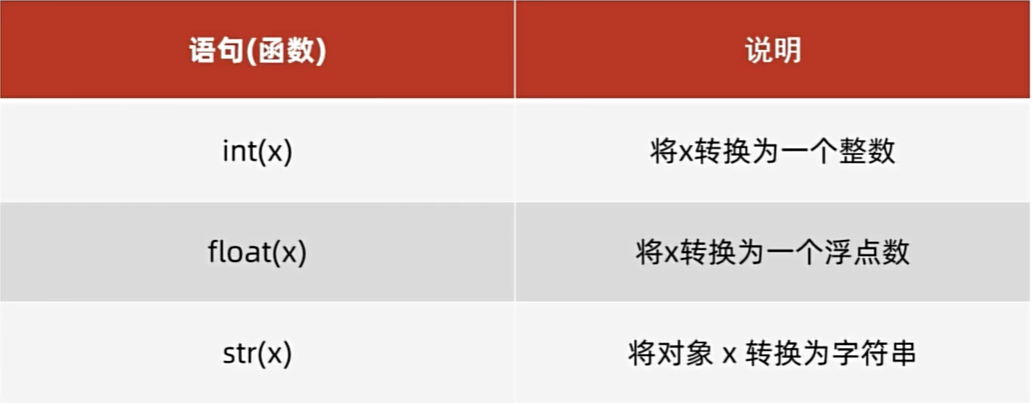 语句(函数) 说明
int(x) 将x转换为一个整数
float(x) 将x转换为一个浮点数
str(x) 将对象 x 转换为字符串